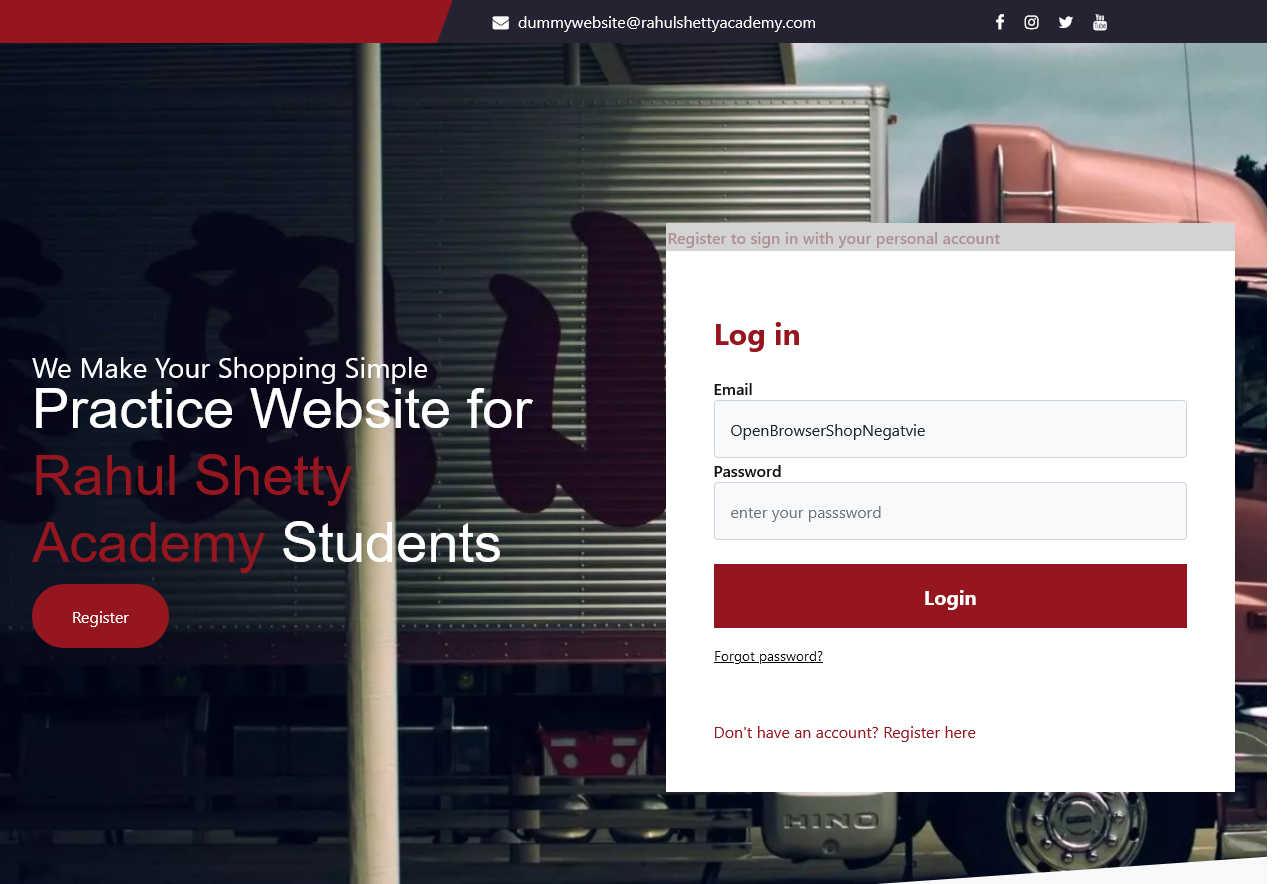 dummywebsite@rahulshettyacademy.com
We Make Your Shopping Simple
Practice Website for
Rahul Shetty
Academy Students
Register
Register to sign in with your personal account
Log in
Email
OpenBrowserShopNegatvie
Password
enter your passsword
Login
Forgot password?
Don't have an account? Register here
HINO